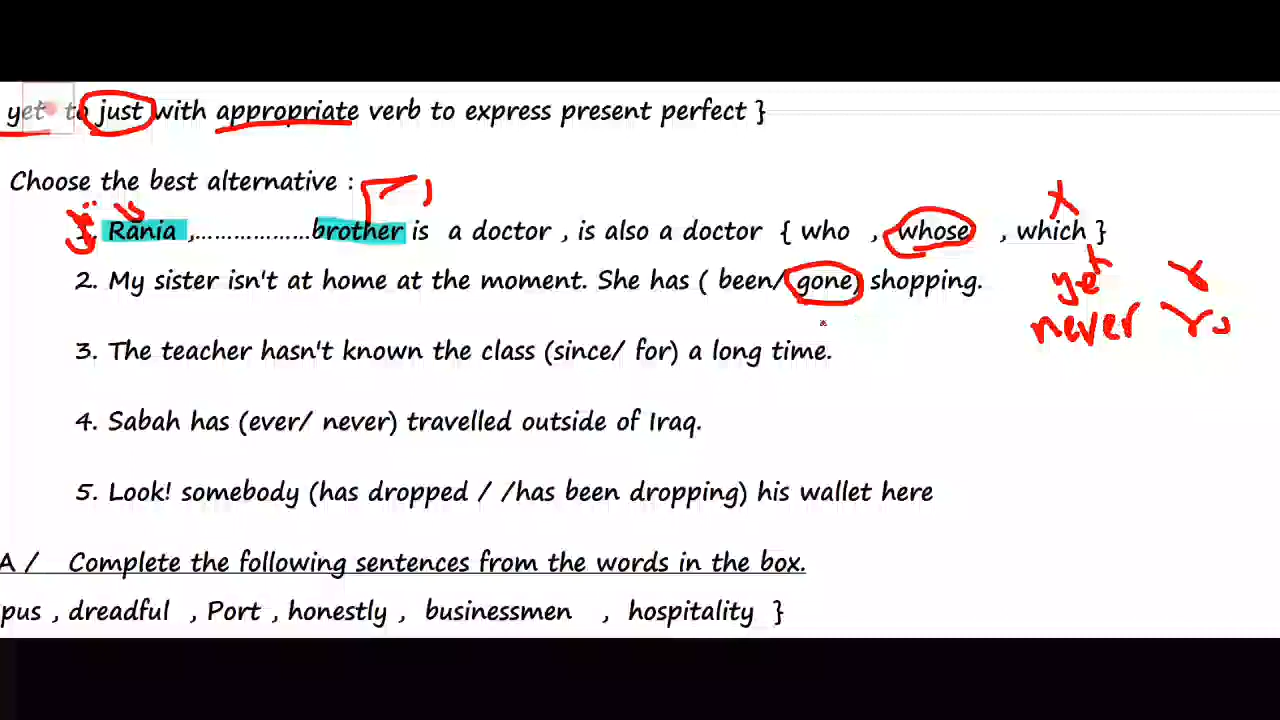 yet to just with appropriate verb to express present perfect }
Choose the best alternative :
1. Rania ,.................brother is a doctor , is also a doctor { who , whose , which }
2. My sister isn't at home at the moment. She has ( been/ gone) shopping.
yet
never
3. The teacher hasn't known the class (since/ for) a long time.
4. Sabah has (ever/ never) travelled outside of Iraq.
5. Look! somebody (has dropped / /has been dropping) his wallet here
A / Complete the following sentences from the words in the box.
pus , dreadful , Port , honestly , businessmen , hospitality }